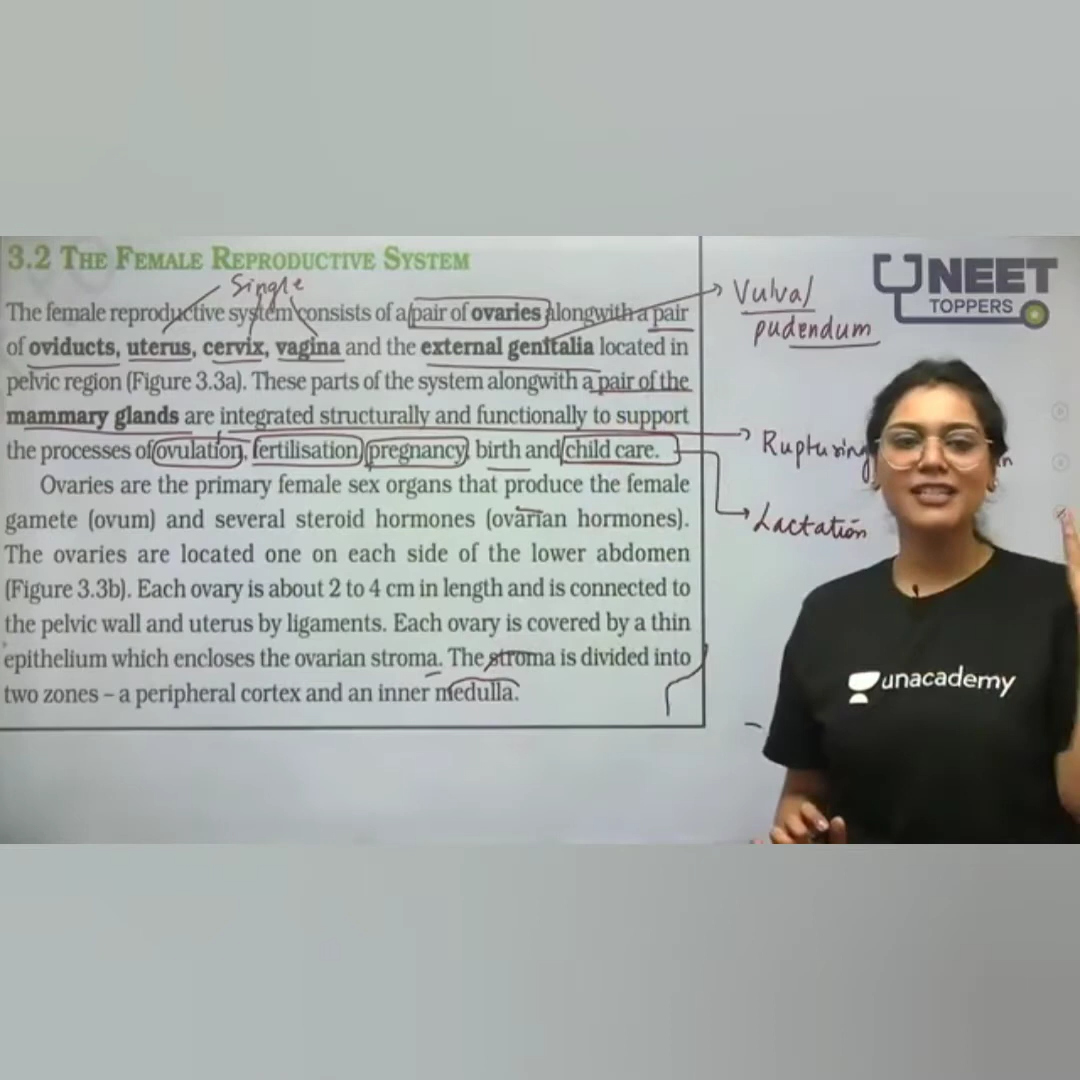 3.2 THE FEMALE REPRODUCTIVE SYSTEM
Single
The female reproductive system consists of a pair of ovaries alongwith a pair
of oviducts, uterus, cervix, vagina and the external genitalia located in
pelvic region (Figure 3.3a). These parts of the system alongwith a pair of the
mammary glands are integrated structurally and functionally to support
the processes of ovulation, fertilisation, pregnancy, birth and child care.
Ovaries are the primary female sex organs that produce the female
gamete (ovum) and several steroid hormones (ovarian hormones).
The ovaries are located one on each side of the lower abdomen
(Figure 3.3b). Each ovary is about 2 to 4 cm in length and is connected to
the pelvic wall and uterus by ligaments. Each ovary is covered by a thin
epithelium which encloses the ovarian stroma. The stroma is divided into
two zones – a peripheral cortex and an inner medulla.
Vulva/
pudendum
Rupturing
Lactation
NEET
TOPPERS
unacademy